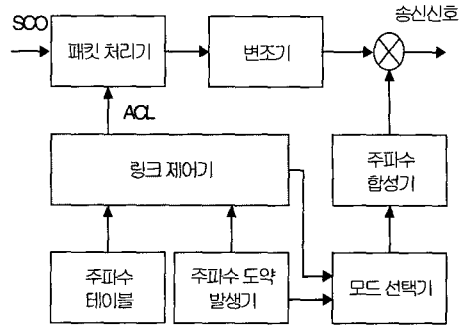 송신신호
SCO
패킷 처리기
변조기
ACL
링크 제어기
주파수
합성기
주파수
테이블
주파수 도약
발생기
모드 선택기